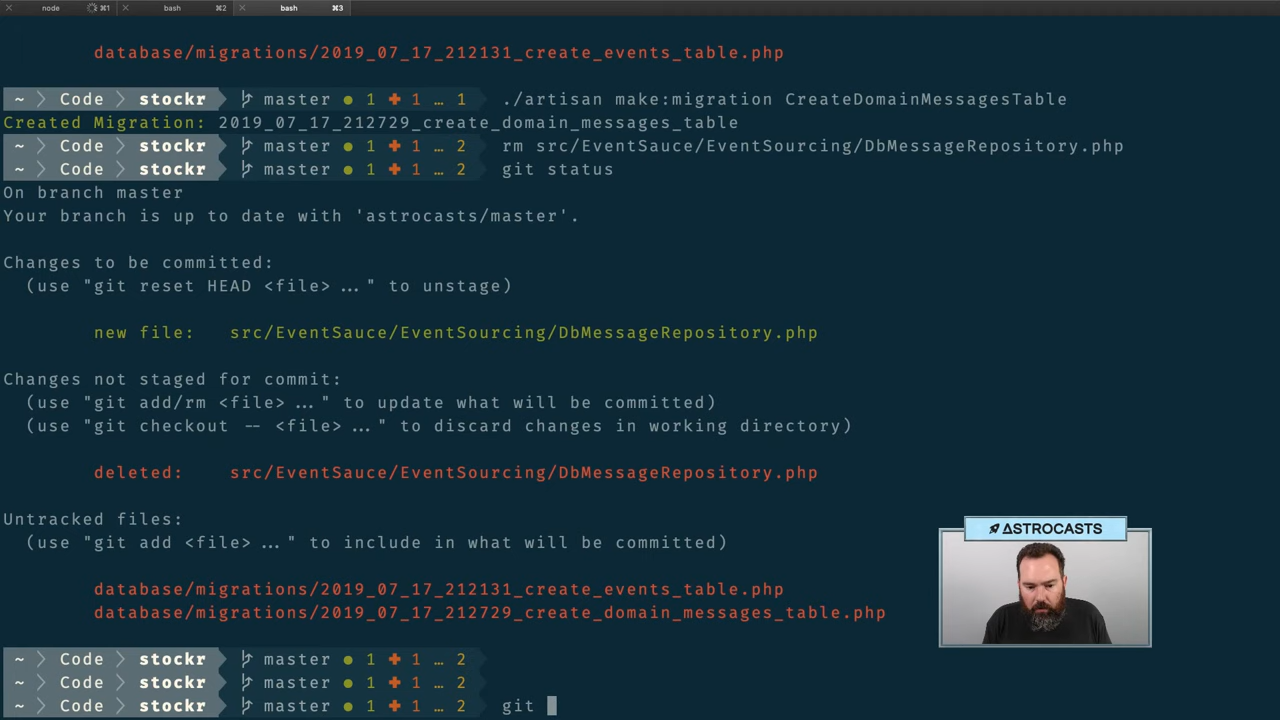 node ⌘1 bash ⌘2 bash ⌘3
database/migrations/2019_07_17_212131_create_events_table.php
~ Code stockr master ● 1 ✚ 1 … 1 ./artisan make:migration CreateDomainMessagesTable
Created Migration: 2019_07_17_212729_create_domain_messages_table
~ Code stockr master ● 1 ✚ 1 … 2 rm src/EventSauce/EventSourcing/DbMessageRepository.php
~ Code stockr master ● 1 ✚ 1 … 2 git status
On branch master
Your branch is up to date with 'astrocasts/master'.
Changes to be committed:
(use "git reset HEAD <file>..." to unstage)
new file: src/EventSauce/EventSourcing/DbMessageRepository.php
Changes not staged for commit:
(use "git add/rm <file>..." to update what will be committed)
(use "git checkout -- <file>..." to discard changes in working directory)
deleted: src/EventSauce/EventSourcing/DbMessageRepository.php
Untracked files:
(use "git add <file>..." to include in what will be committed)
database/migrations/2019_07_17_212131_create_events_table.php
database/migrations/2019_07_17_212729_create_domain_messages_table.php
~ Code stockr master ● 1 ✚ 1 … 2
~ Code stockr master ● 1 ✚ 1 … 2
~ Code stockr master ● 1 ✚ 1 … 2 git
ASTROCASTS